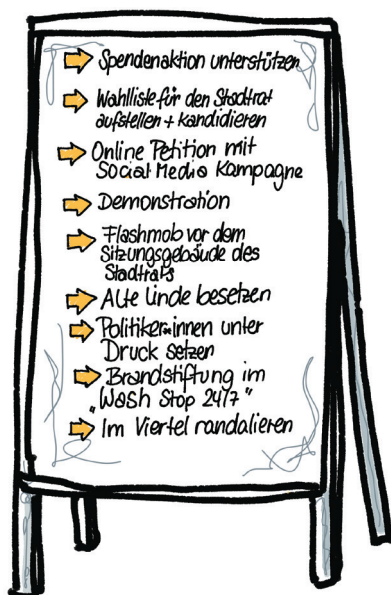 Spendenaktion unterstützen
Wahlliste für den Stadtrat
aufstellen + kandidieren
Online Petition mit
Social Media Kampagne
Demonstration
Flashmob vor dem
Sitzungsgebäude des
Stadtrats
Alte Linde besetzen
Politiker:innen unter
Druck setzen
Brandstiftung im
"Wash Stop 24/7"
Im Viertel randalieren